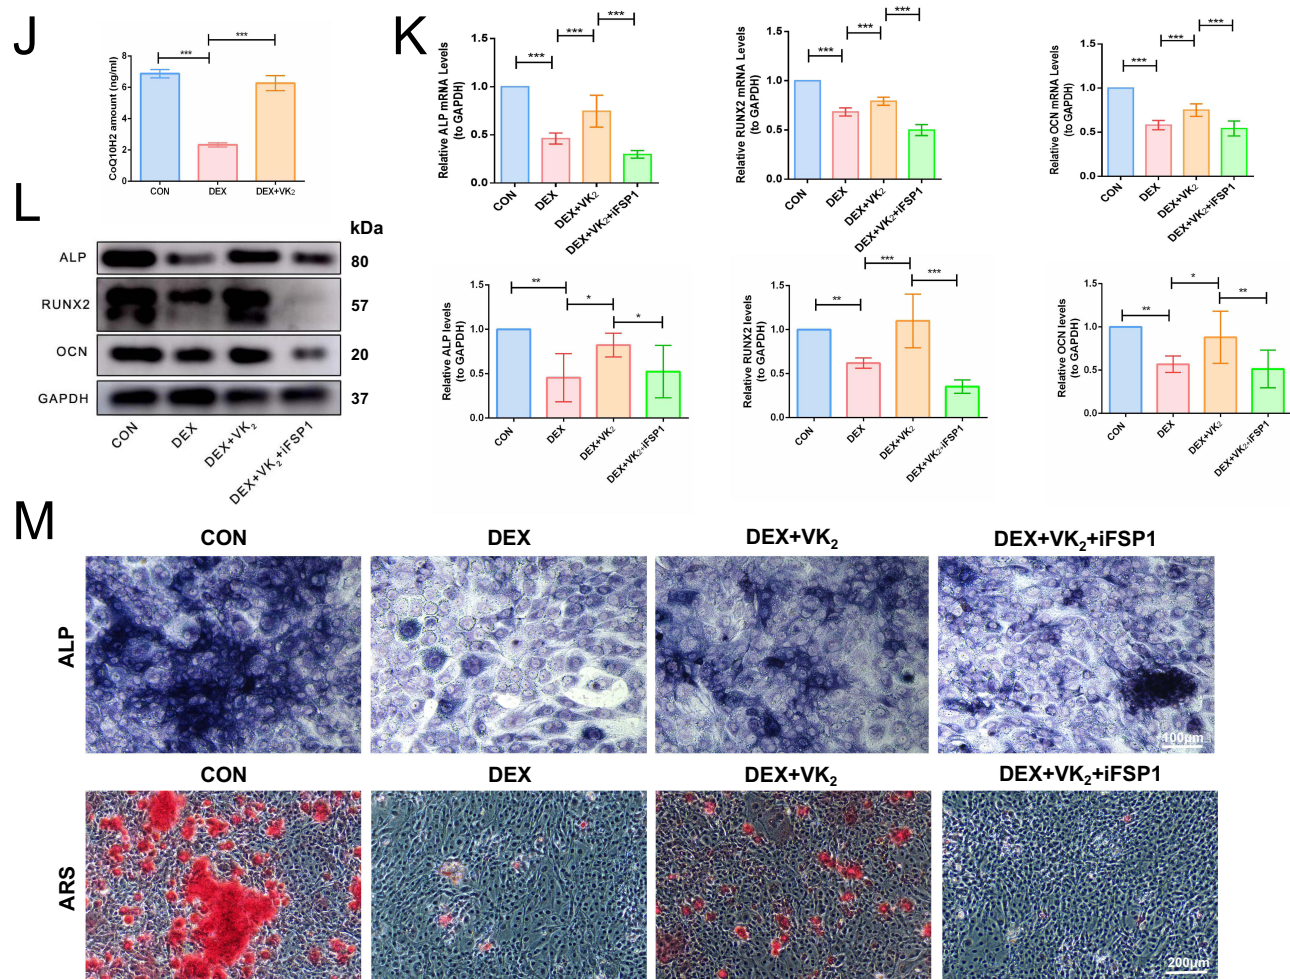 J
CoQ10H2 amount (ng/ml)
8
6
4
2
0
***
***
CON
DEX
DEX+VK₂
K
Relative ALP mRNA Levels
(to GAPDH)
1.5
1.0
0.5
0.0
***
***
***
CON
DEX
DEX+VK₂
DEX+VK₂+iFSP1
Relative RUNX2 mRNA Levels
(to GAPDH)
1.5
1.0
0.5
0.0
***
***
***
CON
DEX
DEX+VK₂
DEX+VK₂+iFSP1
Relative OCN mRNA Levels
(to GAPDH)
1.5
1.0
0.5
0.0
***
***
***
CON
DEX
DEX+VK₂
DEX+VK₂+iFSP1
L
kDa
ALP
80
RUNX2
57
OCN
20
GAPDH
37
CON
DEX
DEX+VK₂
DEX+VK₂+iFSP1
Relative ALP levels
(to GAPDH)
1.5
1.0
0.5
0.0
**
*
*
CON
DEX
DEX+VK₂
DEX+VK₂+iFSP1
Relative RUNX2 levels
(to GAPDH)
1.5
1.0
0.5
0.0
**
***
***
CON
DEX
DEX+VK₂
DEX+VK₂+iFSP1
Relative OCN levels
(to GAPDH)
1.5
1.0
0.5
0.0
**
*
**
CON
DEX
DEX+VK₂
DEX+VK₂+iFSP1
M
CON
DEX
DEX+VK₂
DEX+VK₂+iFSP1
ALP
100μm
CON
DEX
DEX+VK₂
DEX+VK₂+iFSP1
ARS
200μm